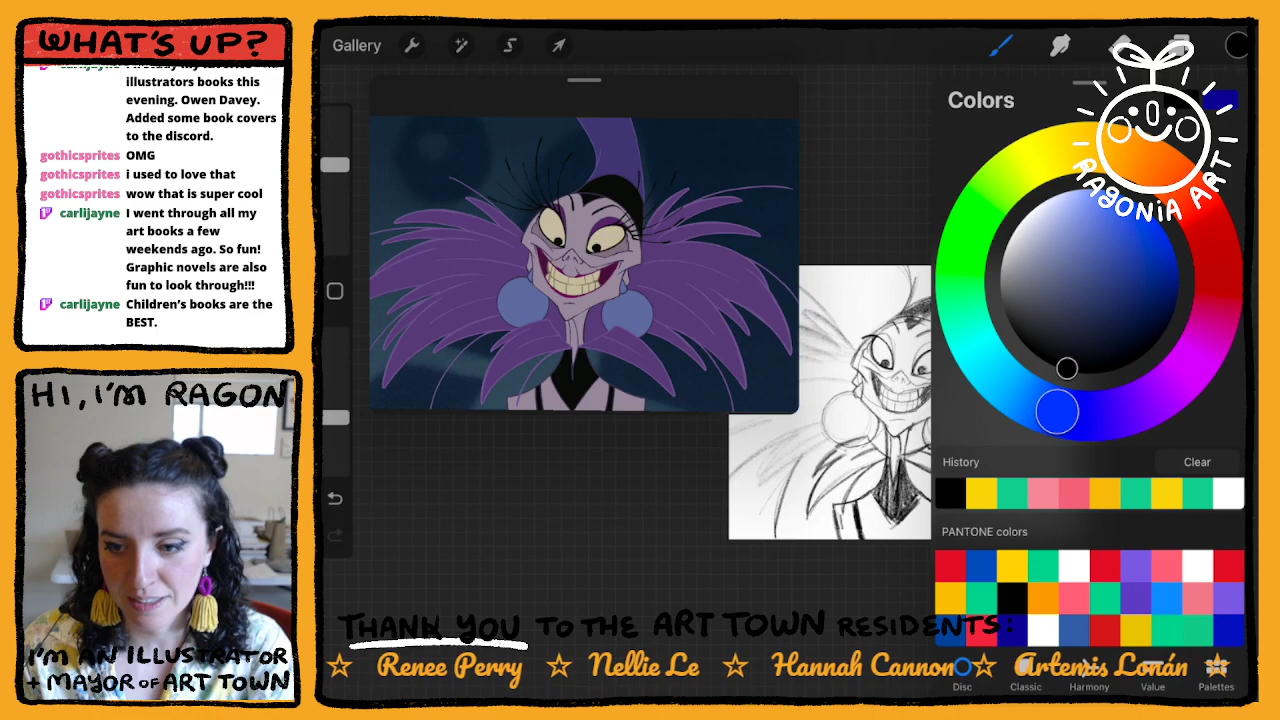 WHAT'S UP?
carlijayne
illustrators books this
evening. Owen Davey.
Added some book covers
to the discord.
gothicsprites OMG
gothicsprites i used to love that
gothicsprites wow that is super cool
carlijayne I went through all my
art books a few
weekends ago. So fun!
Graphic novels are also
fun to look through!!!
carlijayne Children's books are the
BEST.
HI, I'M RAGON
I'M AN ILLUSTRATOR
+ MAYOR OF ART TOWN
Gallery
Colors
RAGONIA ART
History
Clear
PANTONE colors
THANK YOU TO THE ART TOWN RESIDENTS:
☆ Renee Perry ☆ Nellie Le ☆ Hannah Cannon ☆ Artemis Lonán ☆
Disc Classic Harmony Value Palettes